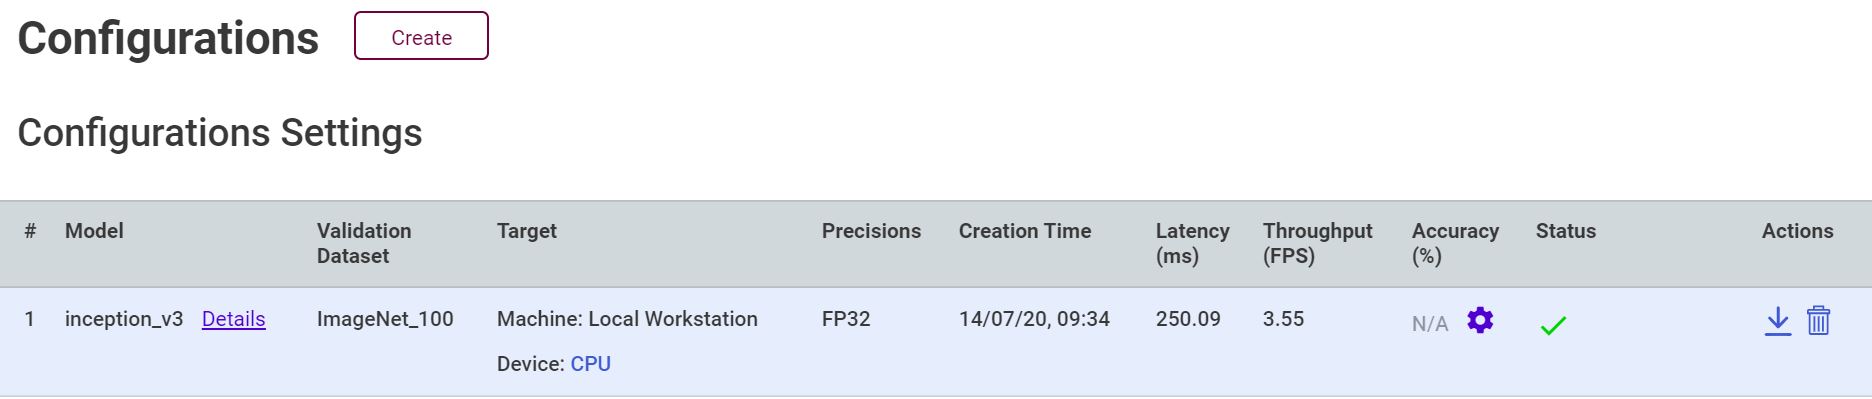 Configurations Create
Configurations Settings
# Model Validation Dataset Target Precisions Creation Time Latency (ms) Throughput (FPS) Accuracy (%) Status Actions
1 inception_v3 Details ImageNet_100 Machine: Local Workstation FP32 14/07/20, 09:34 250.09 3.55 N/A
Device: CPU